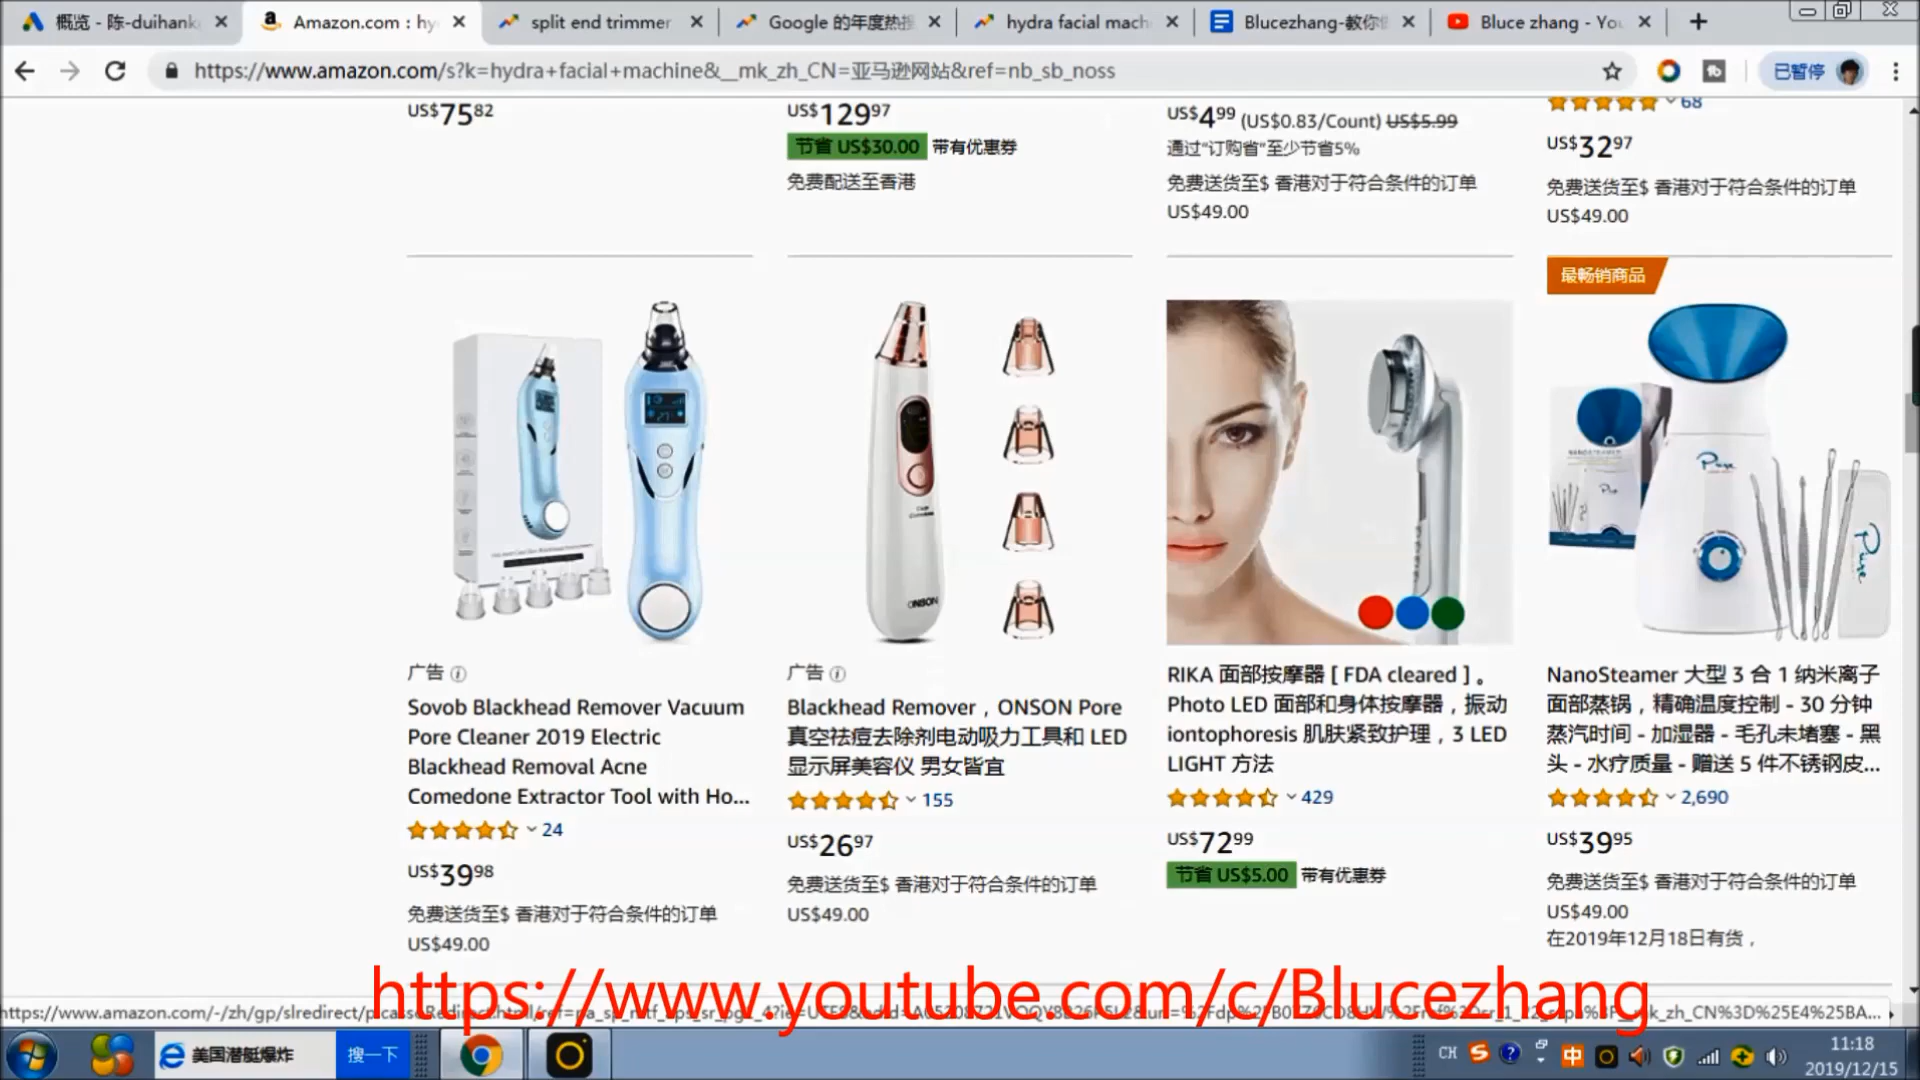 概览 - 陈-duihank
Amazon.com : hy
split end trimmer
Google 的年度热搜
hydra facial mach
Blucezhang-教你
Bluce zhang - You
https://www.amazon.com/s?k=hydra+facial+machine&__mk_zh_CN=亚马逊网站&ref=nb_sb_noss
已暂停
US$7582
US$12997
节省 US$30.00 带有优惠券
免费配送至香港
US$499 (US$0.83/Count) US$5.99
通过“订购省”至少节省5%
免费送货至$ 香港对于符合条件的订单
US$49.00
68
US$3297
免费送货至$ 香港对于符合条件的订单
US$49.00
最畅销商品
ONSON
NANOSTEAMER
Pure
Pure
广告
Sovob Blackhead Remover Vacuum
Pore Cleaner 2019 Electric
Blackhead Removal Acne
Comedone Extractor Tool with Ho...
24
US$3998
免费送货至$ 香港对于符合条件的订单
US$49.00
广告
Blackhead Remover，ONSON Pore
真空祛痘去除剂电动吸力工具和 LED
显示屏美容仪 男女皆宜
155
US$2697
免费送货至$ 香港对于符合条件的订单
US$49.00
RIKA 面部按摩器 [ FDA cleared ] 。
Photo LED 面部和身体按摩器，振动
iontophoresis 肌肤紧致护理，3 LED
LIGHT 方法
429
US$7299
节省 US$5.00 带有优惠券
NanoSteamer 大型 3 合 1 纳米离子
面部蒸锅，精确温度控制 - 30 分钟
蒸汽时间 - 加湿器 - 毛孔未堵塞 - 黑
头 - 水疗质量 - 赠送 5 件不锈钢皮...
2,690
US$3995
免费送货至$ 香港对于符合条件的订单
US$49.00
在2019年12月18日有货，
https://www.youtube.com/c/Blucezhang
美国潜艇爆炸
搜一下
CH
中
11:18
2019/12/15